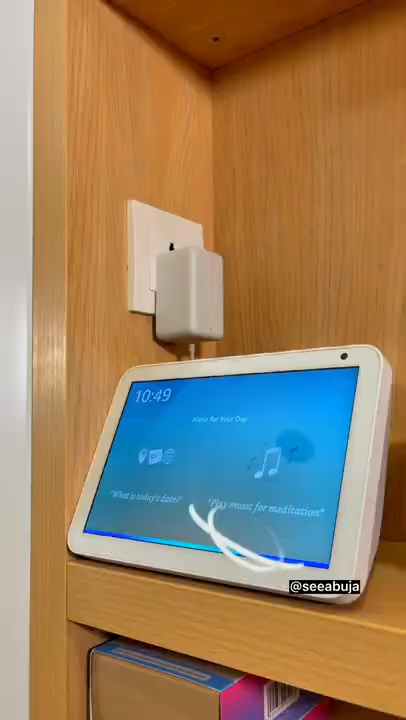 10:49
Alexa for Your Day
"What is today's date?"
"Play music for meditation"
@seeabuja